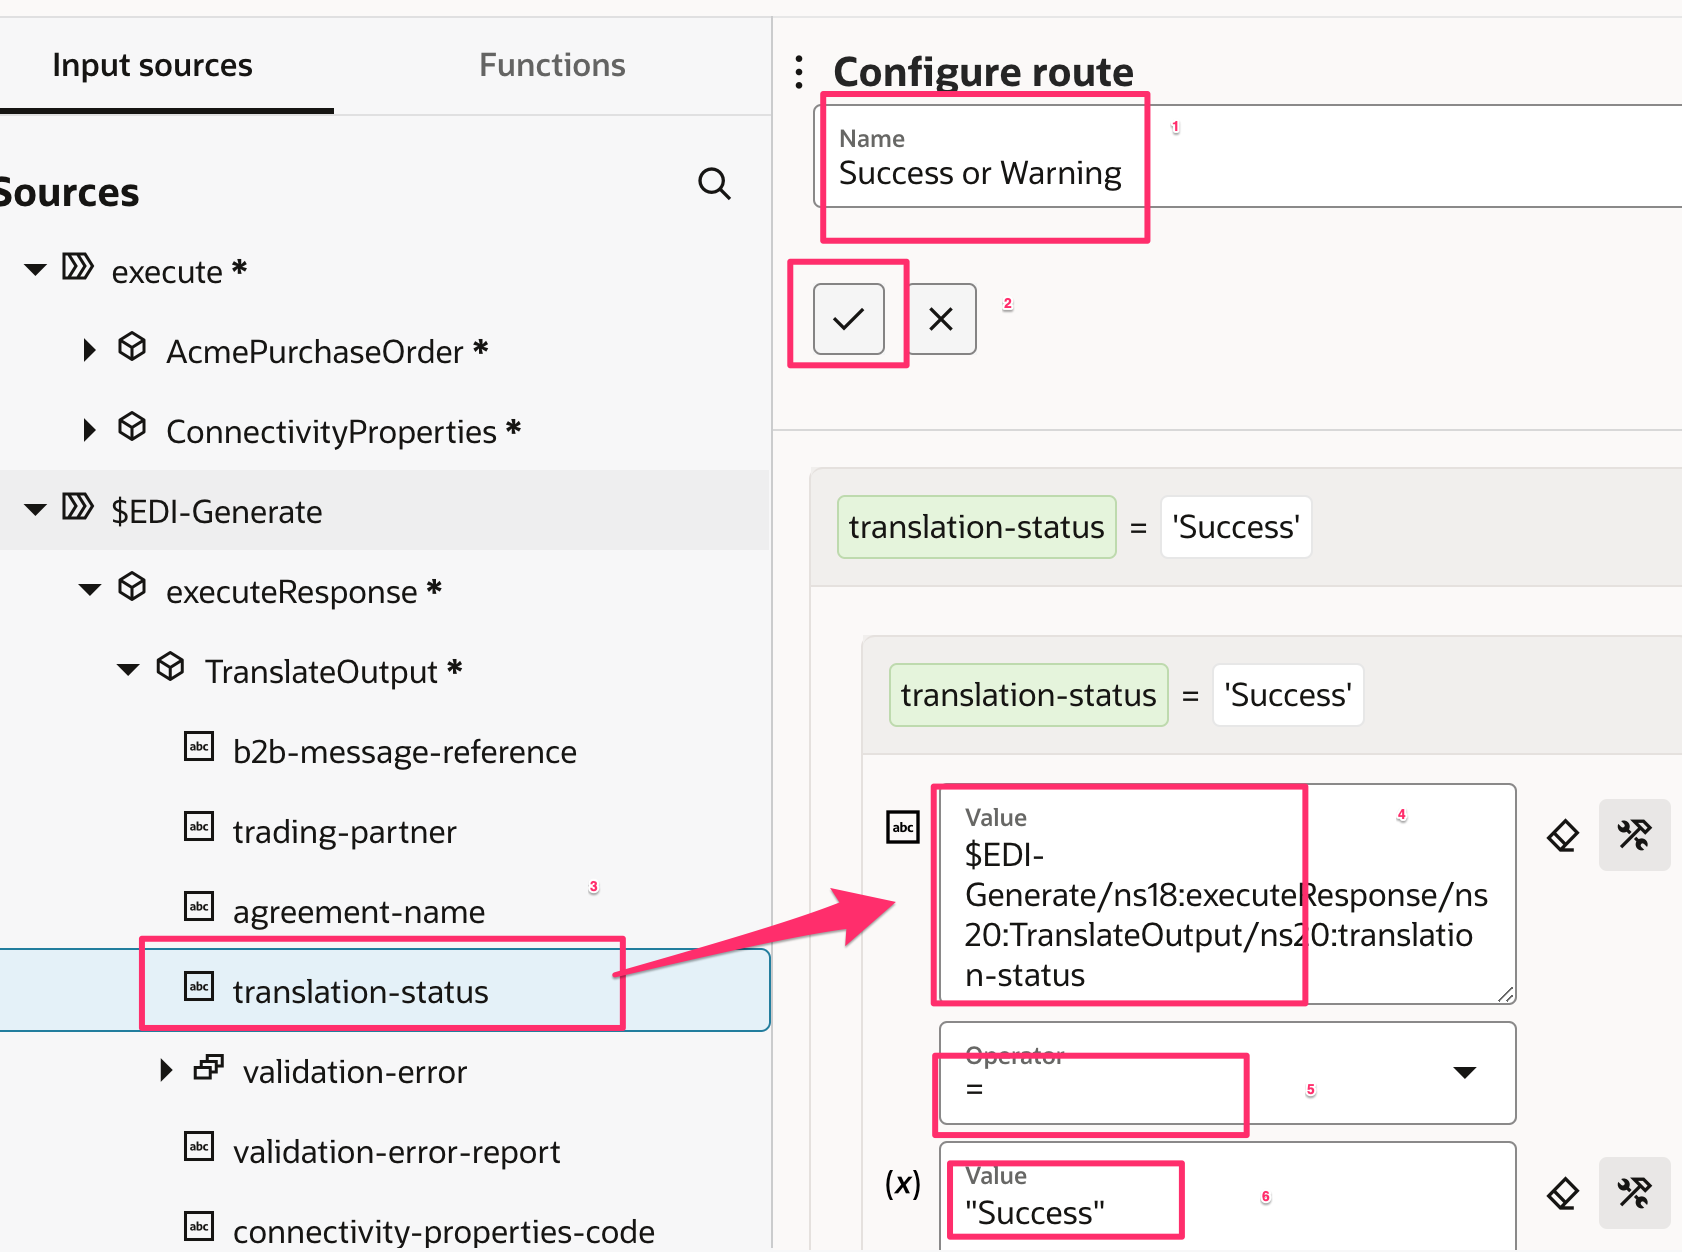 Input sources
Functions
Sources
execute *
AcmePurchaseOrder *
ConnectivityProperties *
$EDI-Generate
executeResponse *
TranslateOutput *
abc b2b-message-reference
abc trading-partner
abc agreement-name
3
abc translation-status
validation-error
abc validation-error-report
abc connectivity-properties-code
Configure route
Name
Success or Warning
1
2
translation-status = 'Success'
translation-status = 'Success'
abc
Value
4
$EDI-
Generate/ns18:executeResponse/ns
20:TranslateOutput/ns20:translatio
n-status
Operator
=
5
(x)
Value
"Success"
6